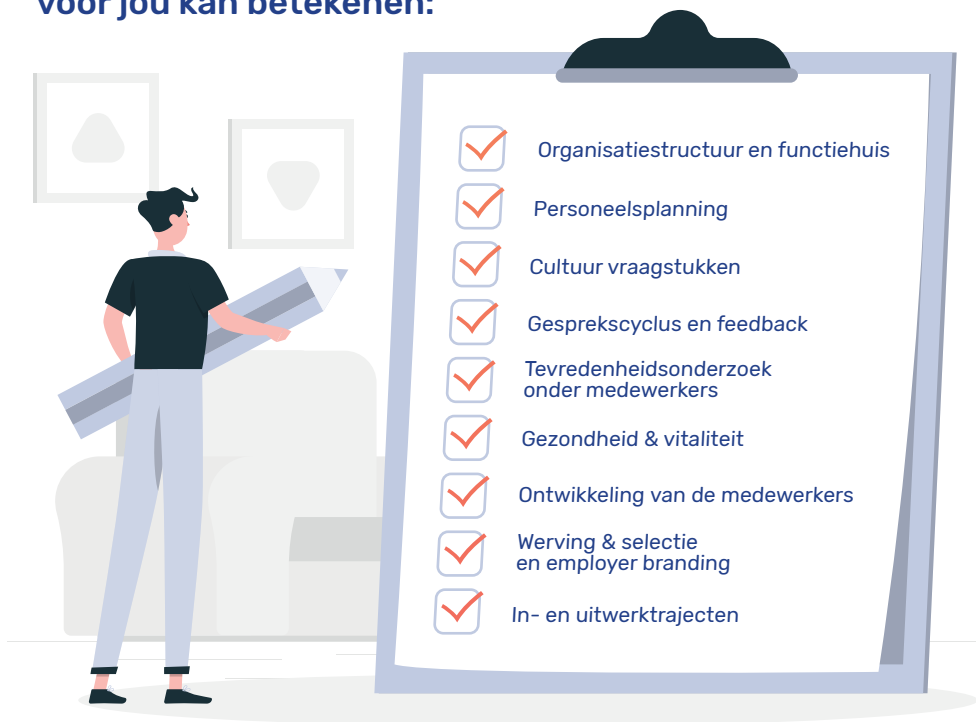 voor jou kan betekenen:
Organisatiestructuur en functiehuis
Personeelsplanning
Cultuur vraagstukken
Gesprekscyclus en feedback
Tevredenheidsonderzoek
onder medewerkers
Gezondheid & vitaliteit
Ontwikkeling van de medewerkers
Werving & selectie
en employer branding
In- en uitwerktrajecten